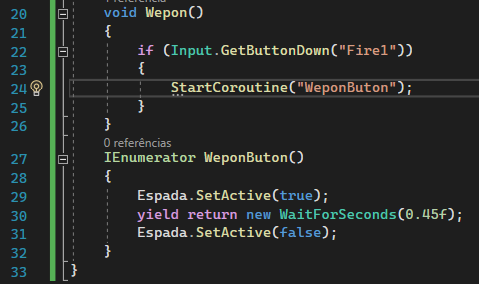 20 void Wepon()
21 {
22 if (Input.GetButtonDown("Fire1"))
23 {
24 StartCoroutine("WeponButon");
25 }
26 }
0 referências
27 IEnumerator WeponButon()
28 {
29 Espada.SetActive(true);
30 yield return new WaitForSeconds(0.45f);
31 Espada.SetActive(false);
32 }
33 }